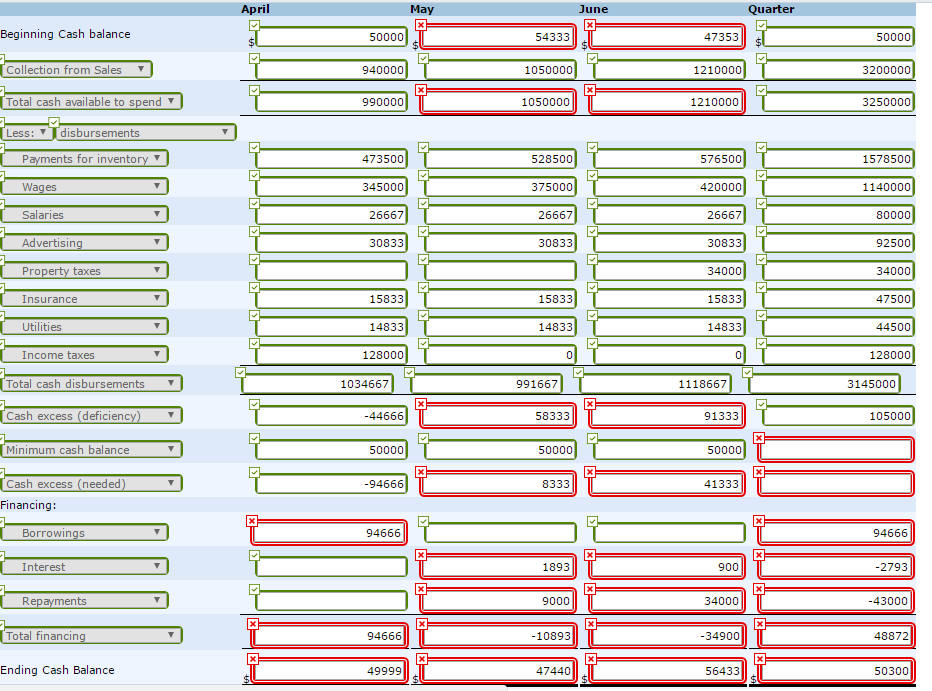 April May June Quarter
Beginning Cash balance $ 50000 $ 54333 $ 47353 $ 50000
Collection from Sales ▼ 940000 1050000 1210000 3200000
Total cash available to spend ▼ 990000 1050000 1210000 3250000
Less: ▼ disbursements ▼
Payments for inventory ▼ 473500 528500 576500 1578500
Wages ▼ 345000 375000 420000 1140000
Salaries ▼ 26667 26667 26667 80000
Advertising ▼ 30833 30833 30833 92500
Property taxes ▼ 34000 34000
Insurance ▼ 15833 15833 15833 47500
Utilities ▼ 14833 14833 14833 44500
Income taxes ▼ 128000 0 0 128000
Total cash disbursements ▼ 1034667 991667 1118667 3145000
Cash excess (deficiency) ▼ -44666 58333 91333 105000
Minimum cash balance ▼ 50000 50000 50000
Cash excess (needed) ▼ -94666 8333 41333
Financing:
Borrowings ▼ 94666 94666
Interest ▼ 1893 900 -2793
Repayments ▼ 9000 34000 -43000
Total financing ▼ 94666 -10893 -34900 48872
Ending Cash Balance $ 49999 $ 47440 $ 56433 $ 50300